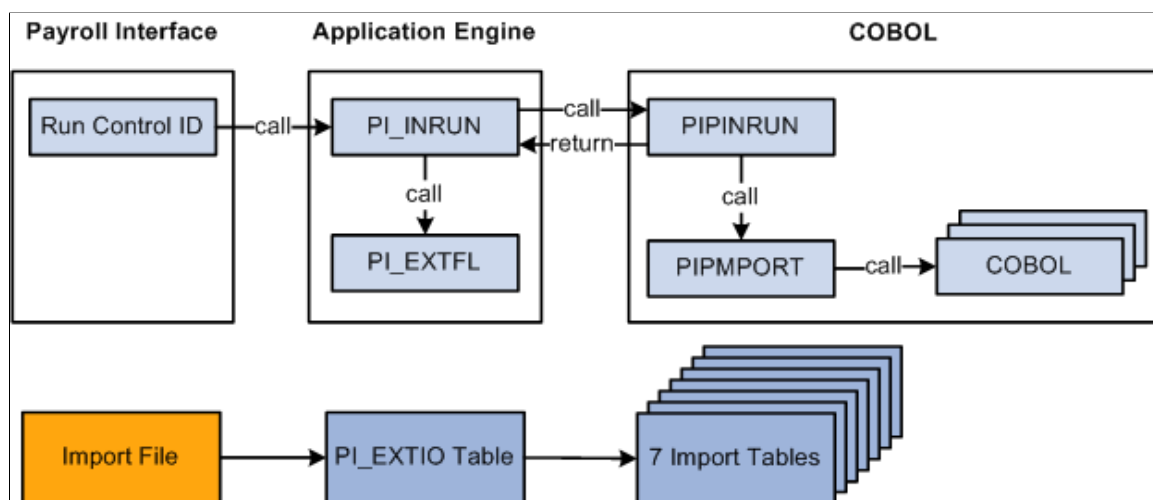 Payroll Interface
Application Engine
COBOL
Run Control ID
call
PI_INRUN
call
return
PIPINRUN
call
call
PI_EXTFL
PIPMPORT
call
COBOL
Import File
PI_EXTIO Table
7 Import Tables